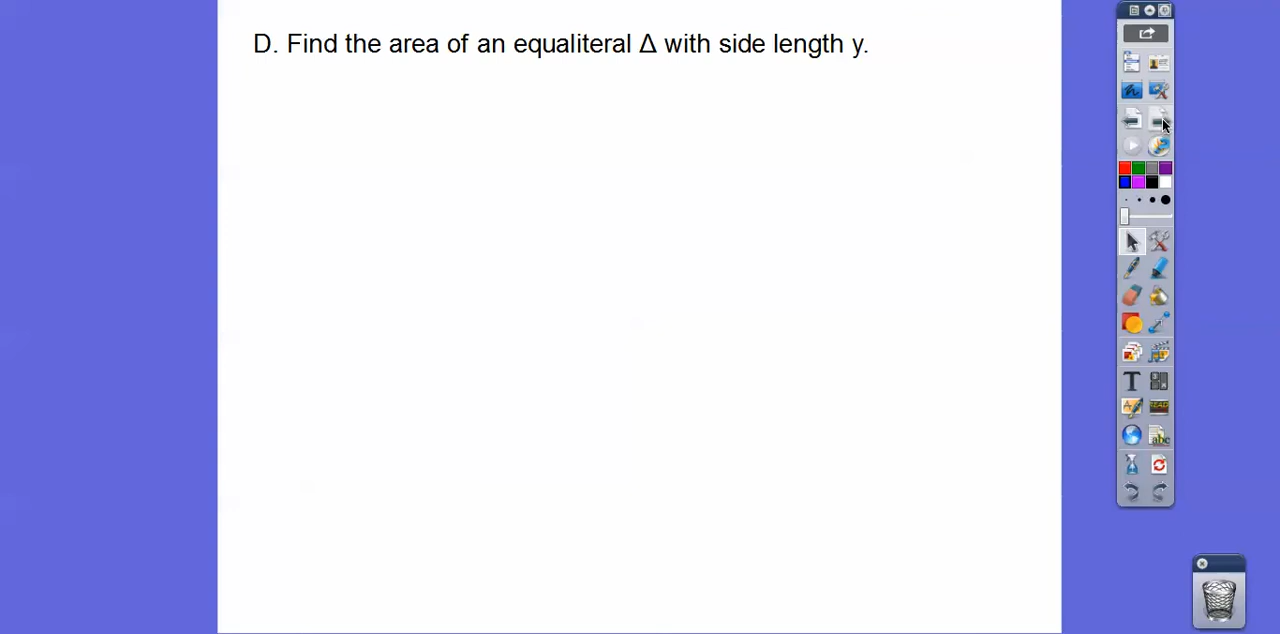 D. Find the area of an equaliteral Δ with side length y.